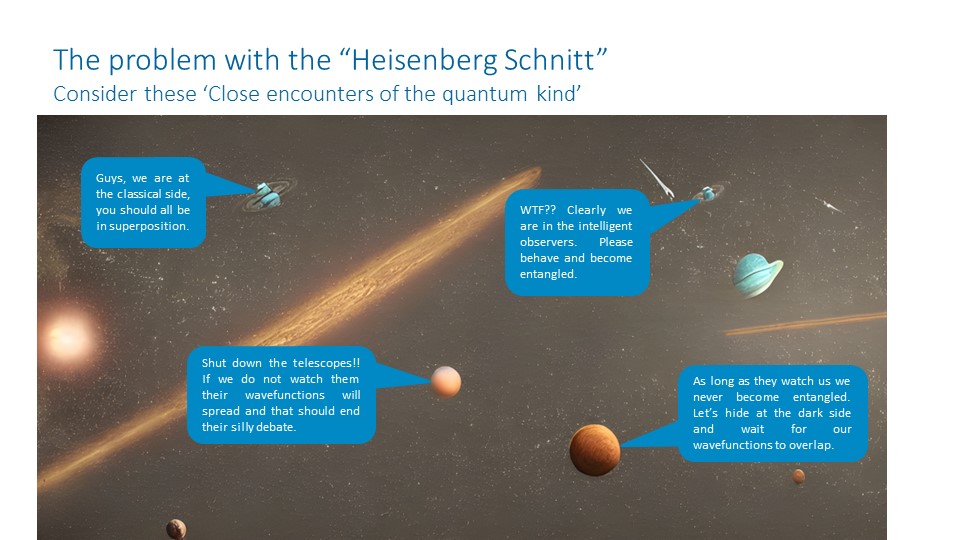 The problem with the “Heisenberg Schnitt”
Consider these ‘Close encounters of the quantum kind’
Guys, we are at
the classical side,
you should all be
in superposition.
WTF?? Clearly we
are in the intelligent
observers. Please
behave and become
entangled.
Shut down the telescopes!!
If we do not watch them
their wavefunctions will
spread and that should end
their silly debate.
As long as they watch us we
never become entangled.
Let’s hide at the dark side
and wait for our
wavefunctions to overlap.